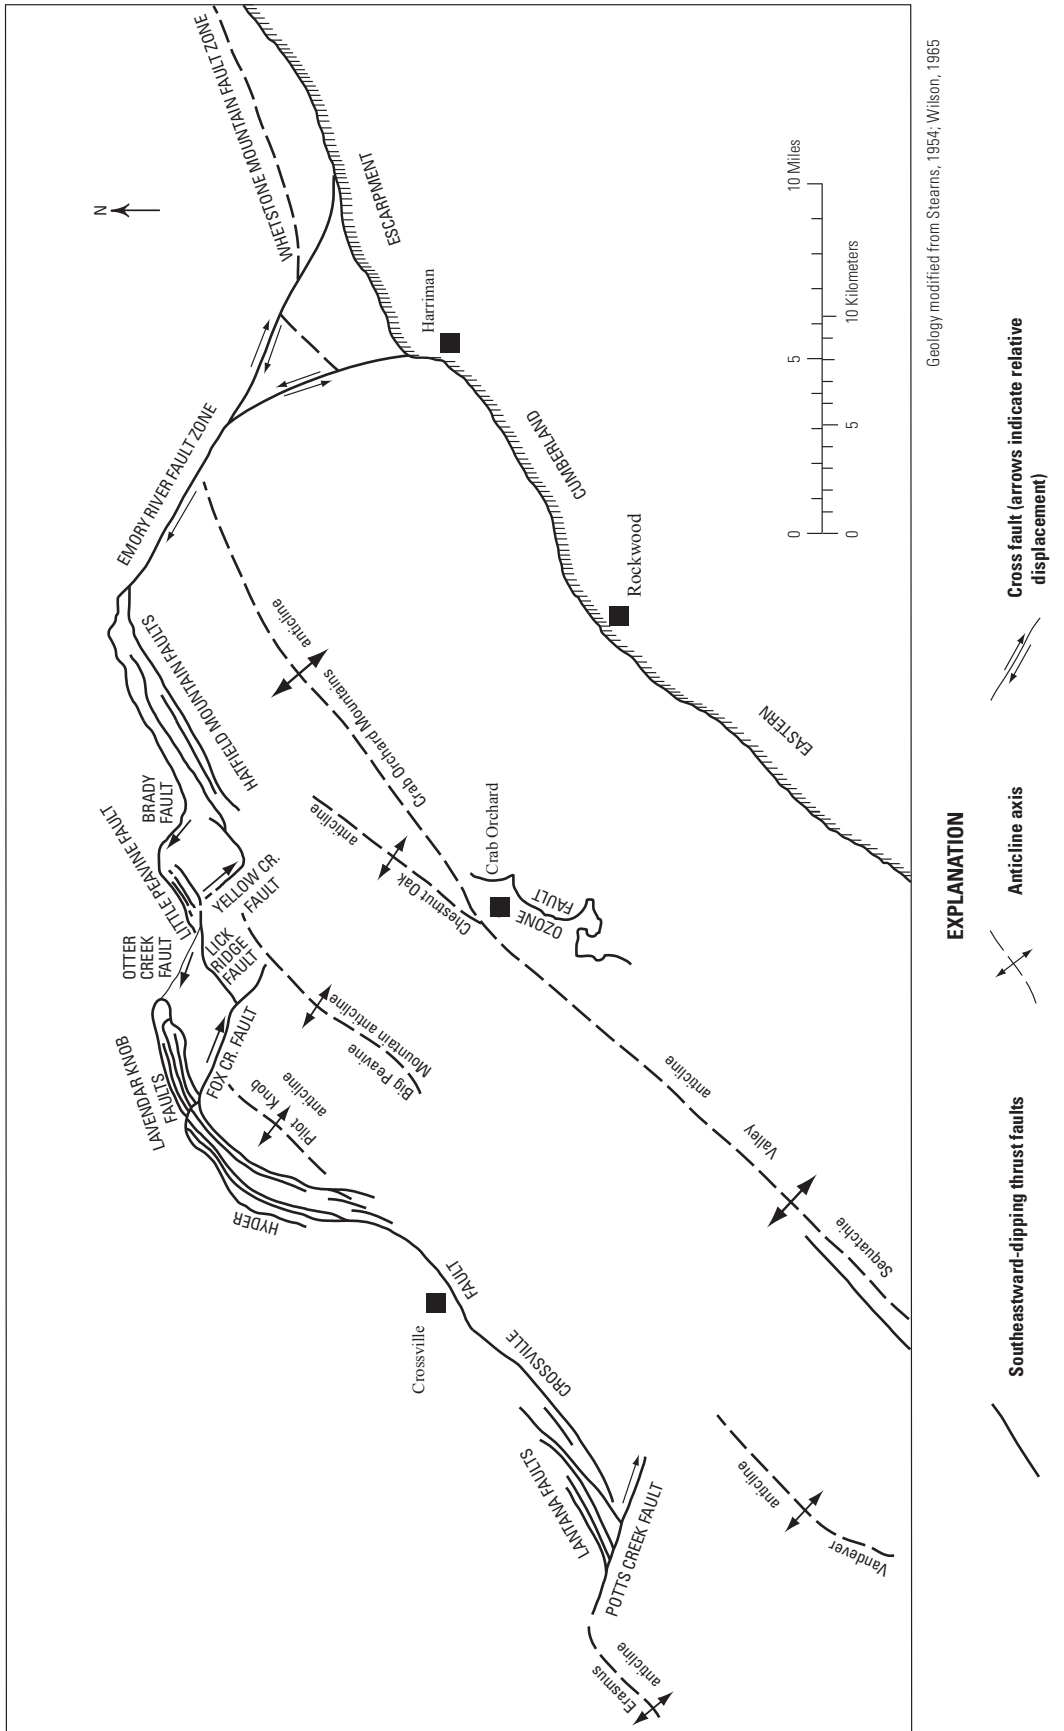 N
WHETSTONE MOUNTAIN FAULT ZONE
ESCARPMENT
Harriman
EMORY RIVER FAULT ZONE
CUMBERLAND
Rockwood
EASTERN
HATFIELD MOUNTAIN FAULTS
BRADY
FAULT
LITTLE PEAVINE FAULT
YELLOW CR.
FAULT
OTTER
CREEK
FAULT
LICK
RIDGE
FAULT
LAVENDAR KNOB
FAULTS
FOX CR. FAULT
HYDER
Crab Orchard Mountains
anticline
Chestnut Oak
anticline
Crab Orchard
OZONE
FAULT
Big Peavine
Mountain anticline
Pilot
Knob
anticline
Crossville
CROSSVILLE
FAULT
Sequatchie
Valley
anticline
LANTANA FAULTS
POTTS CREEK FAULT
Vandever
anticline
Erasmus
anticline
0
5
10 Miles
0
5
10 Kilometers
Geology modified from Stearns, 1954; Wilson, 1965
EXPLANATION
Southeastward-dipping thrust faults
Anticline axis
Cross fault (arrows indicate relative
displacement)